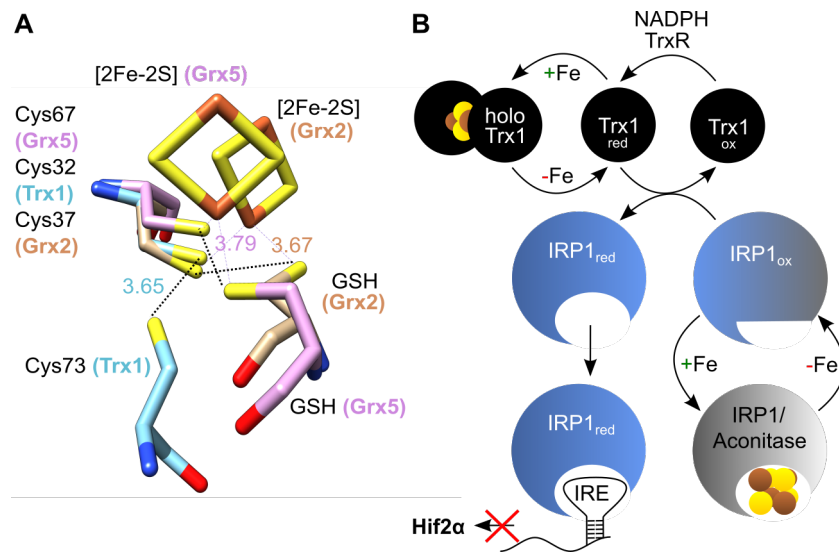 A
[2Fe-2S] (Grx5)
[2Fe-2S]
(Grx2)
Cys67
(Grx5)
Cys32
(Trx1)
Cys37
(Grx2)
3.79
3.67
3.65
GSH
(Grx2)
Cys73 (Trx1)
GSH (Grx5)
B
NADPH
TrxR
+Fe
holo
Trx1
Trx1
red
Trx1
ox
-Fe
IRP1red
IRP1ox
+Fe
-Fe
IRP1red
IRP1/
Aconitase
IRE
Hif2α